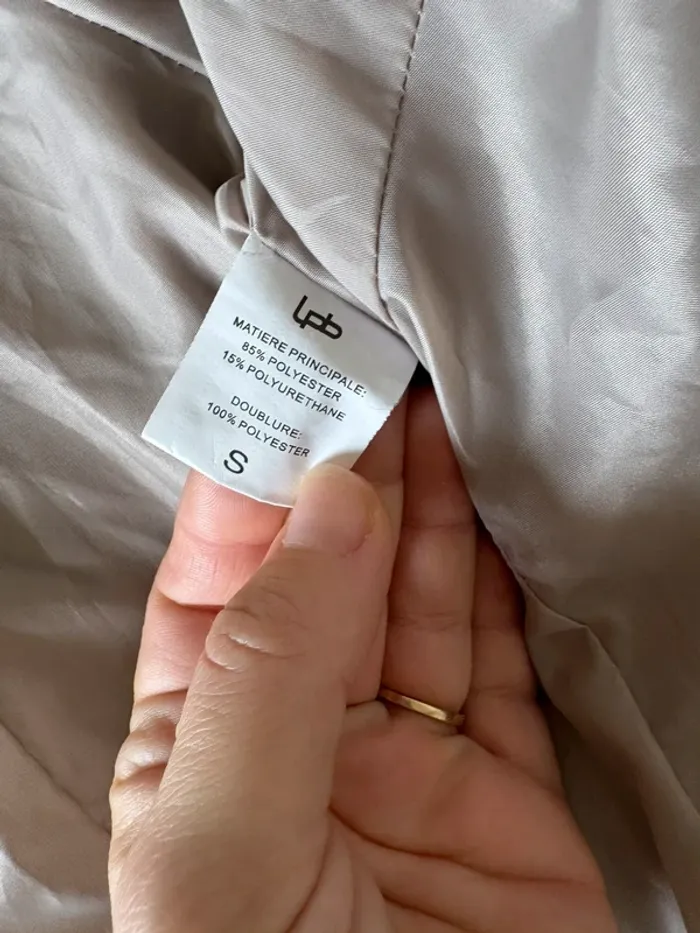 lpb
MATIERE PRINCIPALE:
85% POLYESTER
15% POLYURETHANE
DOUBLURE:
100% POLYESTER
S